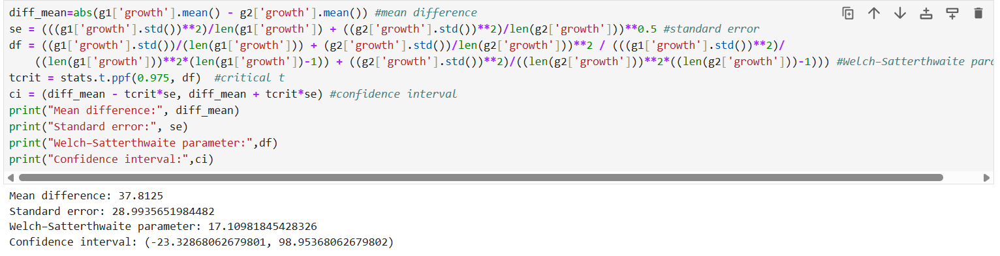 diff_mean=abs(g1['growth'].mean() - g2['growth'].mean()) #mean difference
se = (((g1['growth'].std())**2)/len(g1['growth']) + ((g2['growth'].std())**2)/len(g2['growth']))**0.5 #standard error
df = ((g1['growth'].std())/(len(g1['growth'])) + (g2['growth'].std())/len(g2['growth']))**2 / (((g1['growth'].std())**2)/
((len(g1['growth']))**2*(len(g1['growth'])-1)) + ((g2['growth'].std())**2)/((len(g2['growth']))**2*((len(g2['growth']))-1))) #Welch–Satterthwaite
tcrit = stats.t.ppf(0.975, df) #critical t
ci = (diff_mean - tcrit*se, diff_mean + tcrit*se) #confidence interval
print("Mean difference:", diff_mean)
print("Standard error:", se)
print("Welch–Satterthwaite parameter:",df)
print("Confidence interval:",ci)
Mean difference: 37.8125
Standard error: 28.9935651984482
Welch–Satterthwaite parameter: 17.10981845428326
Confidence interval: (-23.32868062679801, 98.95368062679802)